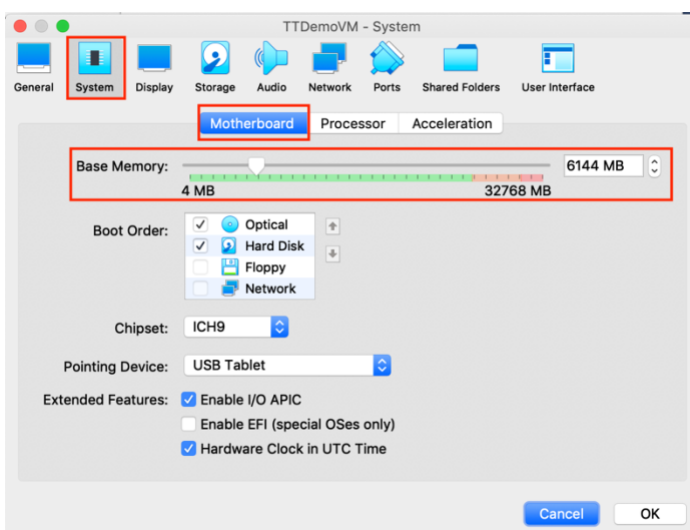 TTDemoVM - System
General System Display Storage Audio Network Ports Shared Folders User Interface
Motherboard Processor Acceleration
Base Memory: 6144 MB
4 MB 32768 MB
Boot Order: Optical
Hard Disk
Floppy
Network
Chipset: ICH9
Pointing Device: USB Tablet
Extended Features: Enable I/O APIC
Enable EFI (special OSes only)
Hardware Clock in UTC Time
Cancel OK